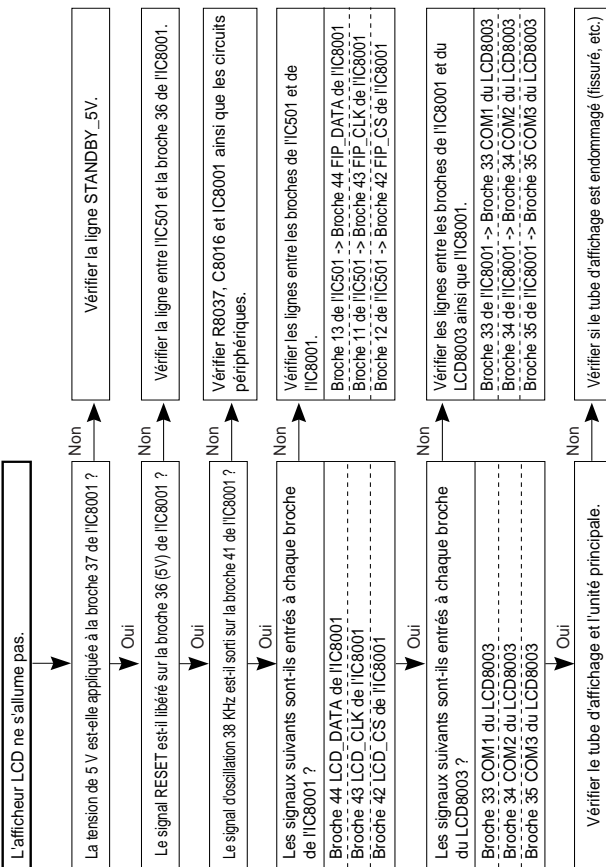 L'afficheur LCD ne s'allume pas.
La tension de 5 V est-elle appliquée à la broche 37 de l'IC8001 ?
Non
Vérifier la ligne STANDBY_5V.
Oui
Le signal RESET est-il libéré sur la broche 36 (5V) de l'IC8001 ?
Non
Vérifier la ligne entre l'IC501 et la broche 36 de l'IC8001.
Oui
Le signal d'oscillation 38 KHz est-il sorti sur la broche 41 de l'IC8001 ?
Non
Vérifier R8037, C8016 et IC8001 ainsi que les circuits
périphériques.
Oui
Les signaux suivants sont-ils entrés à chaque broche
de l'IC8001 ?
Broche 44 LCD_DATA de l'IC8001
Broche 43 LCD_CLK de l'IC8001
Broche 42 LCD_CS de l'IC8001
Non
Vérifier les lignes entre les broches de l'IC501 et de
l'IC8001.
Broche 13 de l'IC501 -> Broche 44 FIP_DATA de l'IC8001
Broche 11 de l'IC501 -> Broche 43 FIP_CLK de l'IC8001
Broche 12 de l'IC501 -> Broche 42 FIP_CS de l'IC8001
Oui
Les signaux suivants sont-ils entrés à chaque broche
du LCD8003 ?
Broche 33 COM1 du LCD8003
Broche 34 COM2 du LCD8003
Broche 35 COM3 du LCD8003
Non
Vérifier les lignes entre les broches de l'IC8001 et du
LCD8003 ainsi que l'IC8001.
Broche 33 de l'IC8001 -> Broche 33 COM1 du LCD8003
Broche 34 de l'IC8001 -> Broche 34 COM2 du LCD8003
Broche 35 de l'IC8001 -> Broche 35 COM3 du LCD8003
Oui
Vérifier le tube d'affichage et l'unité principale.
Non
Vérifier si le tube d'affichage est endommagé (fissuré, etc.)